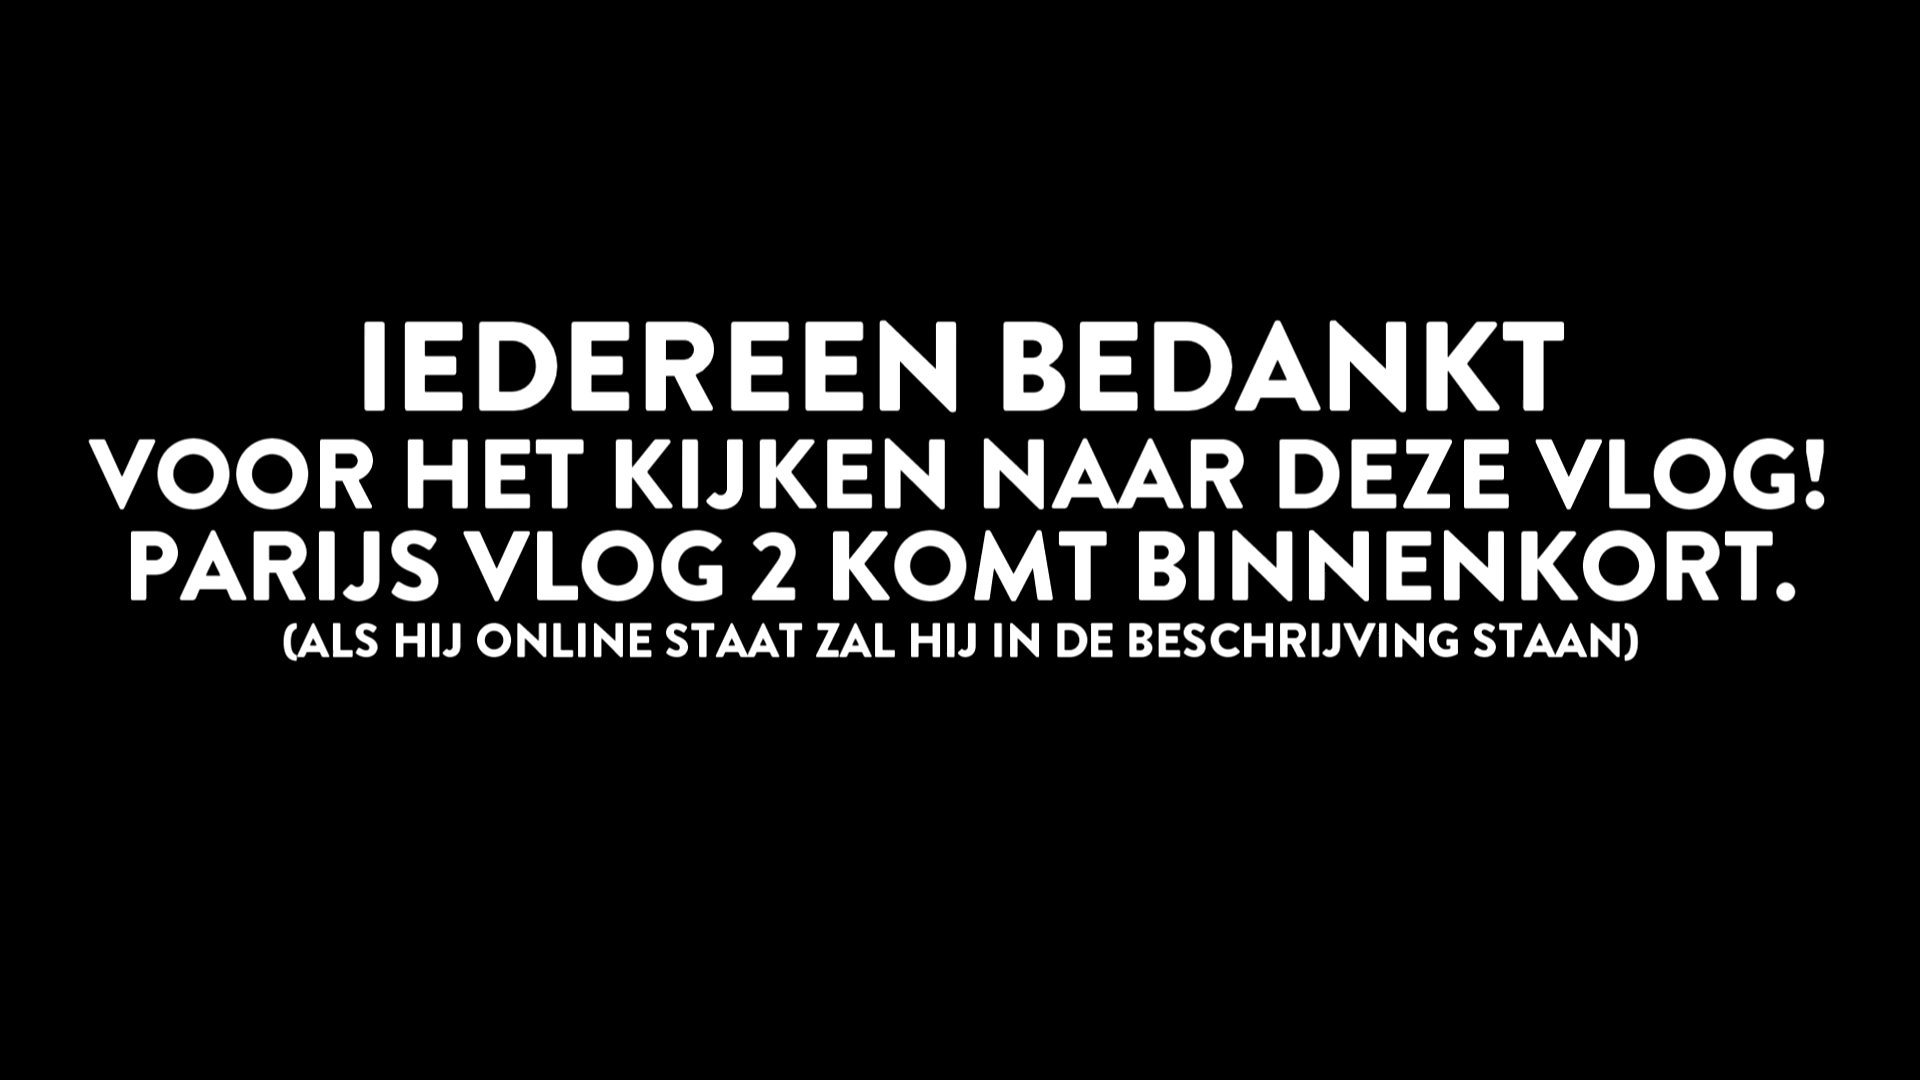 IEDEREEN BEDANKT
VOOR HET KIJKEN NAAR DEZE VLOG!
PARIJS VLOG 2 KOMT BINNENKORT.
(ALS HIJ ONLINE STAAT ZAL HIJ IN DE BESCHRIJVING STAAN)